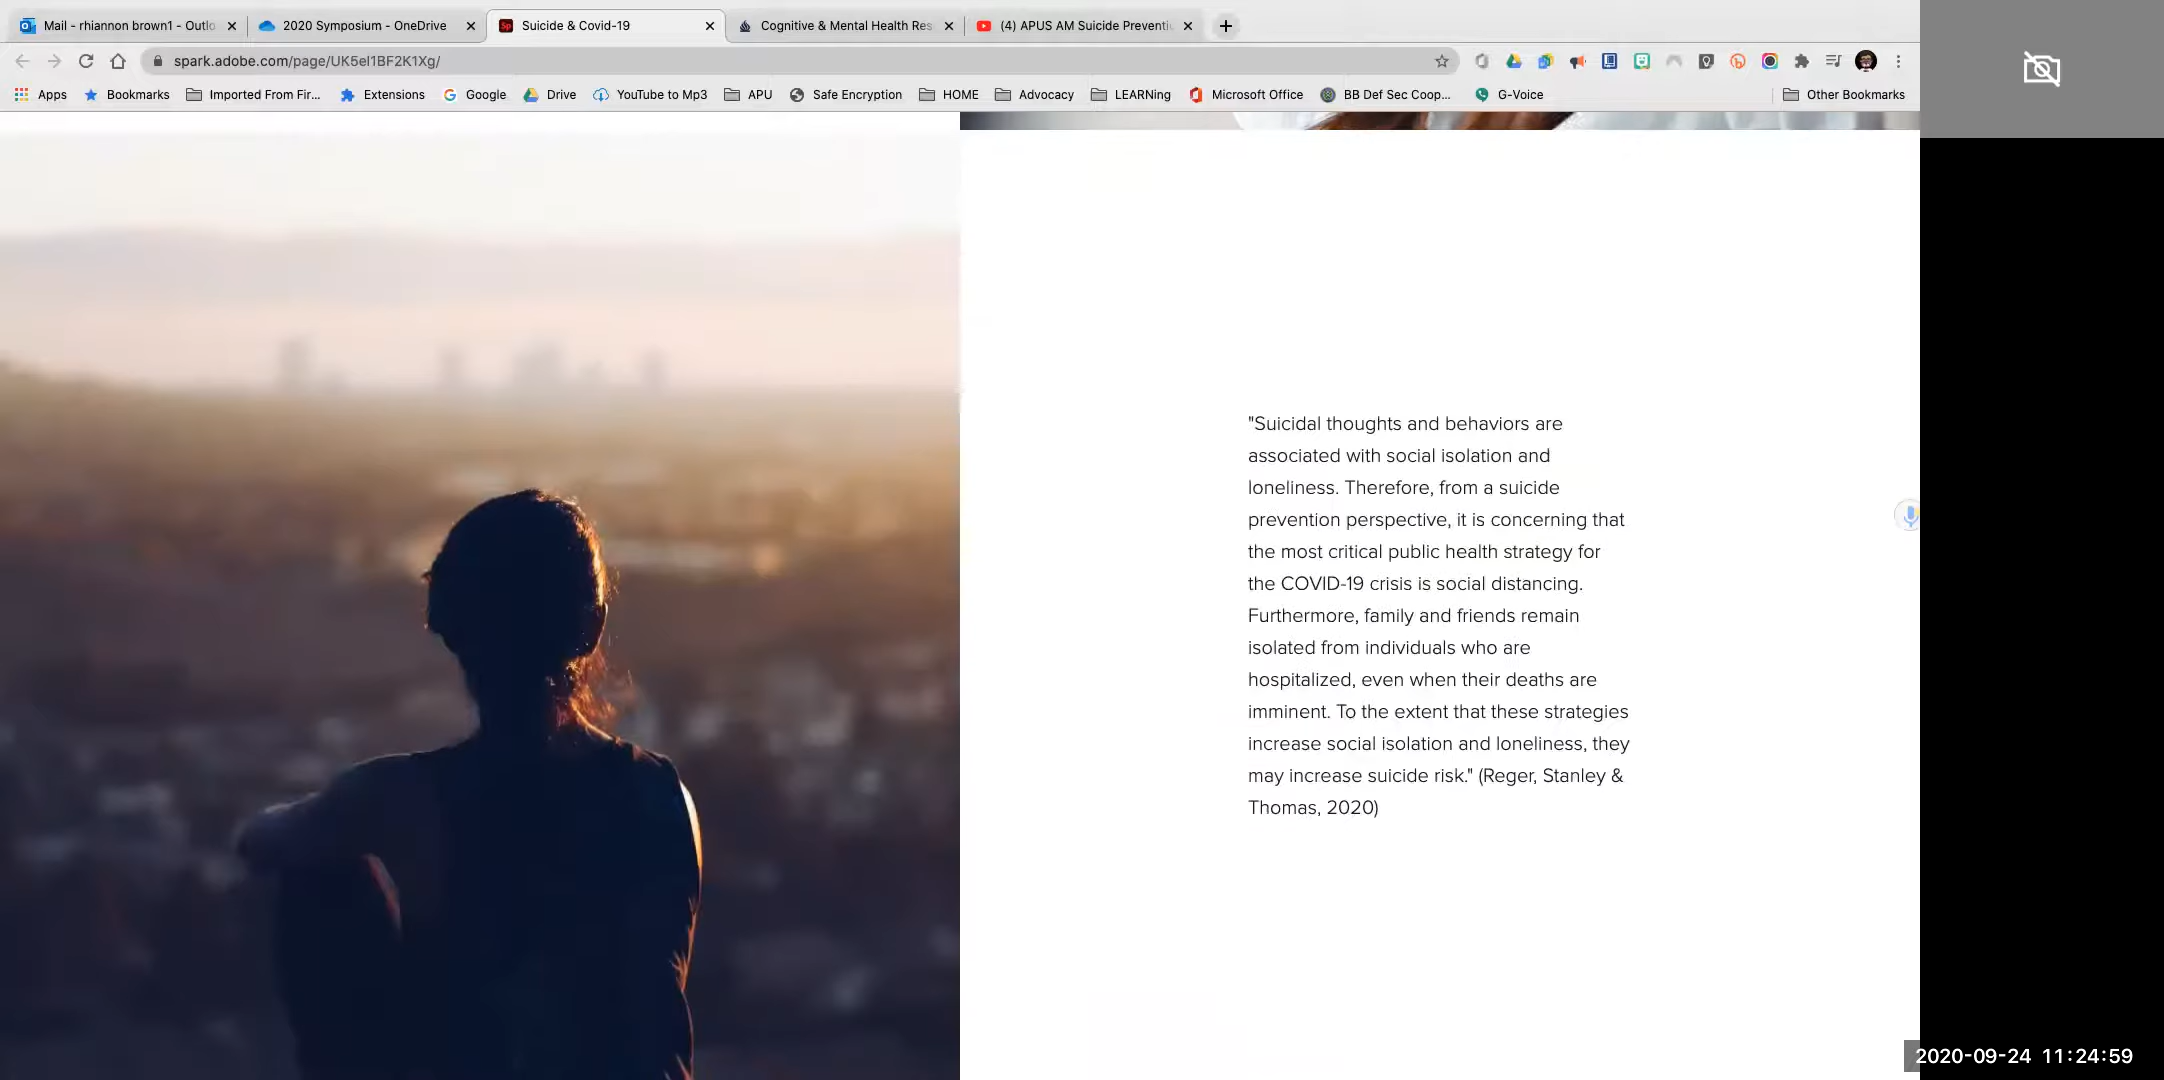 Mail - rhiannon brown1 - Outlo
2020 Symposium - OneDrive
Suicide & Covid-19
Cognitive & Mental Health Res
(4) APUS AM Suicide Preventi
spark.adobe.com/page/UK5el1BF2K1Xg/
Apps
Bookmarks
Imported From Fir...
Extensions
Google
Drive
YouTube to Mp3
APU
Safe Encryption
HOME
Advocacy
LEARNing
Microsoft Office
BB Def Sec Coop...
G-Voice
Other Bookmarks
"Suicidal thoughts and behaviors are
associated with social isolation and
loneliness. Therefore, from a suicide
prevention perspective, it is concerning that
the most critical public health strategy for
the COVID-19 crisis is social distancing.
Furthermore, family and friends remain
isolated from individuals who are
hospitalized, even when their deaths are
imminent. To the extent that these strategies
increase social isolation and loneliness, they
may increase suicide risk." (Reger, Stanley &
Thomas, 2020)
2020-09-24 11:24:59